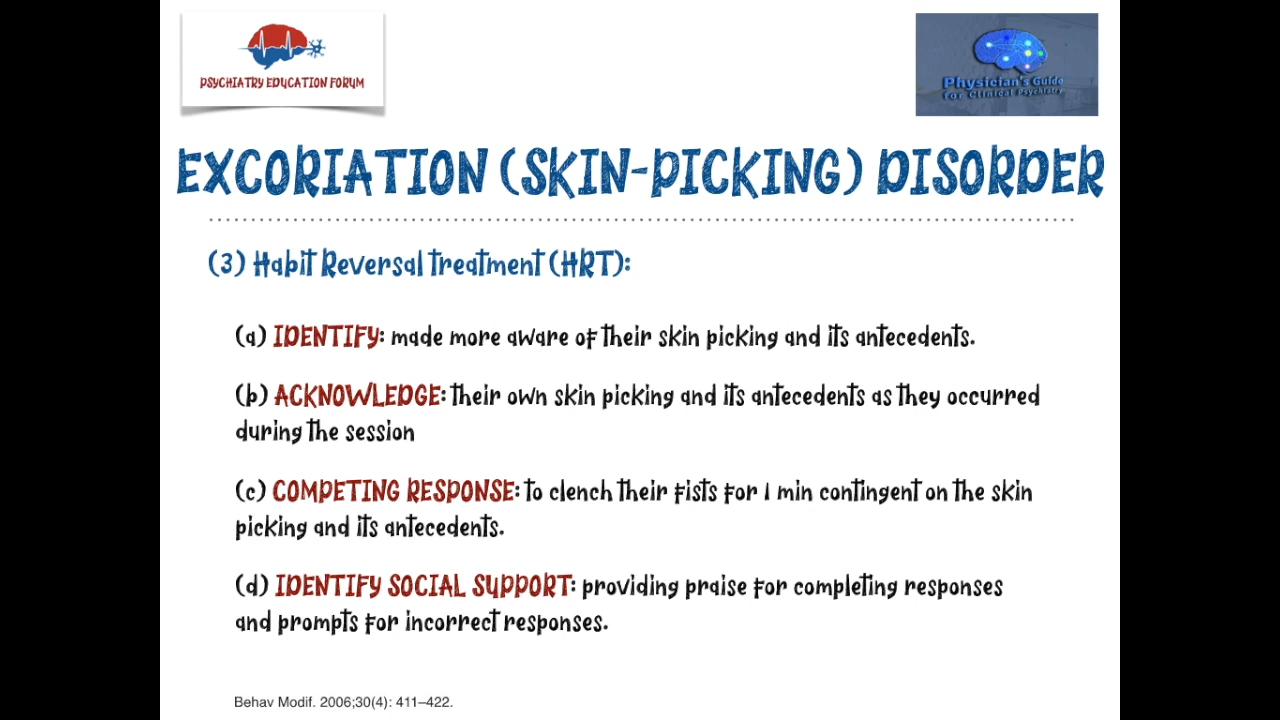 PSYCHIATRY EDUCATION FORUM
Physician's Guide
For Clinical Psychiatry
EXCORIATION (SKIN-PICKING) DISORDER
(3) Habit Reversal treatment (HRT):
(a) IDENTIFY: made more aware of their skin picking and its antecedents.
(b) ACKNOWLEDGE: their own skin picking and its antecedents as they occurred
during the session
(c) COMPETING RESPONSE: to clench their fists for 1 min contingent on the skin
picking and its antecedents.
(d) IDENTIFY SOCIAL SUPPORT: providing praise for completing responses
and prompts for incorrect responses.
Behav Modif. 2006;30(4): 411–422.